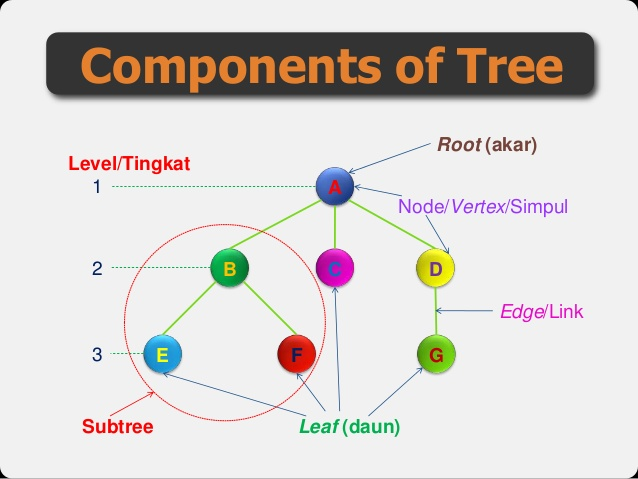 Components of Tree
Root (akar)
Level/Tingkat
1
A
Node/Vertex/Simpul
2
B
C
D
Edge/Link
3
E
F
G
Subtree
Leaf (daun)